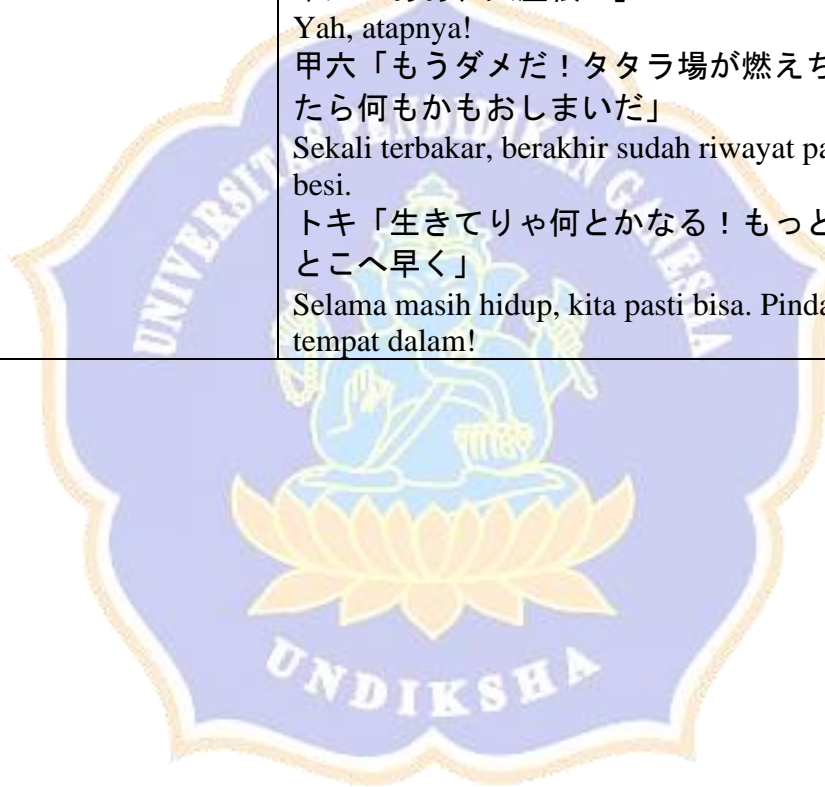 Yah, atapnya!
甲六「もうダメだ！タタラ場が燃えち
たら何もかもおしまいだ」
Sekali terbakar, berakhir sudah riwayat pa
besi.
トキ「生きてりゃ何とかなる！もっと
とこへ早く」
Selama masih hidup, kita pasti bisa. Pinda
tempat dalam!
UNIVERSITAS PENDIDIKAN GANESHA
UNDIKSHA